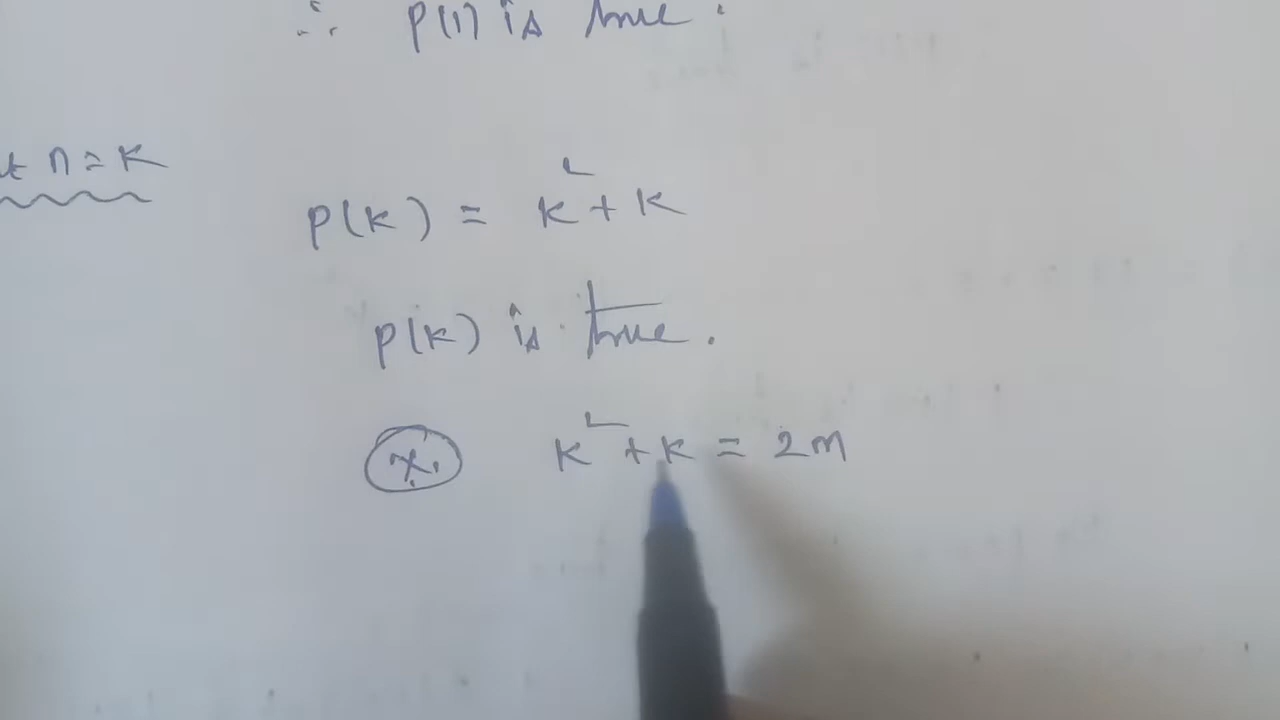 ∴ P(1) is true.
t n = k
P(k) = k² + k
P(k) is true.
* k² + k = 2m